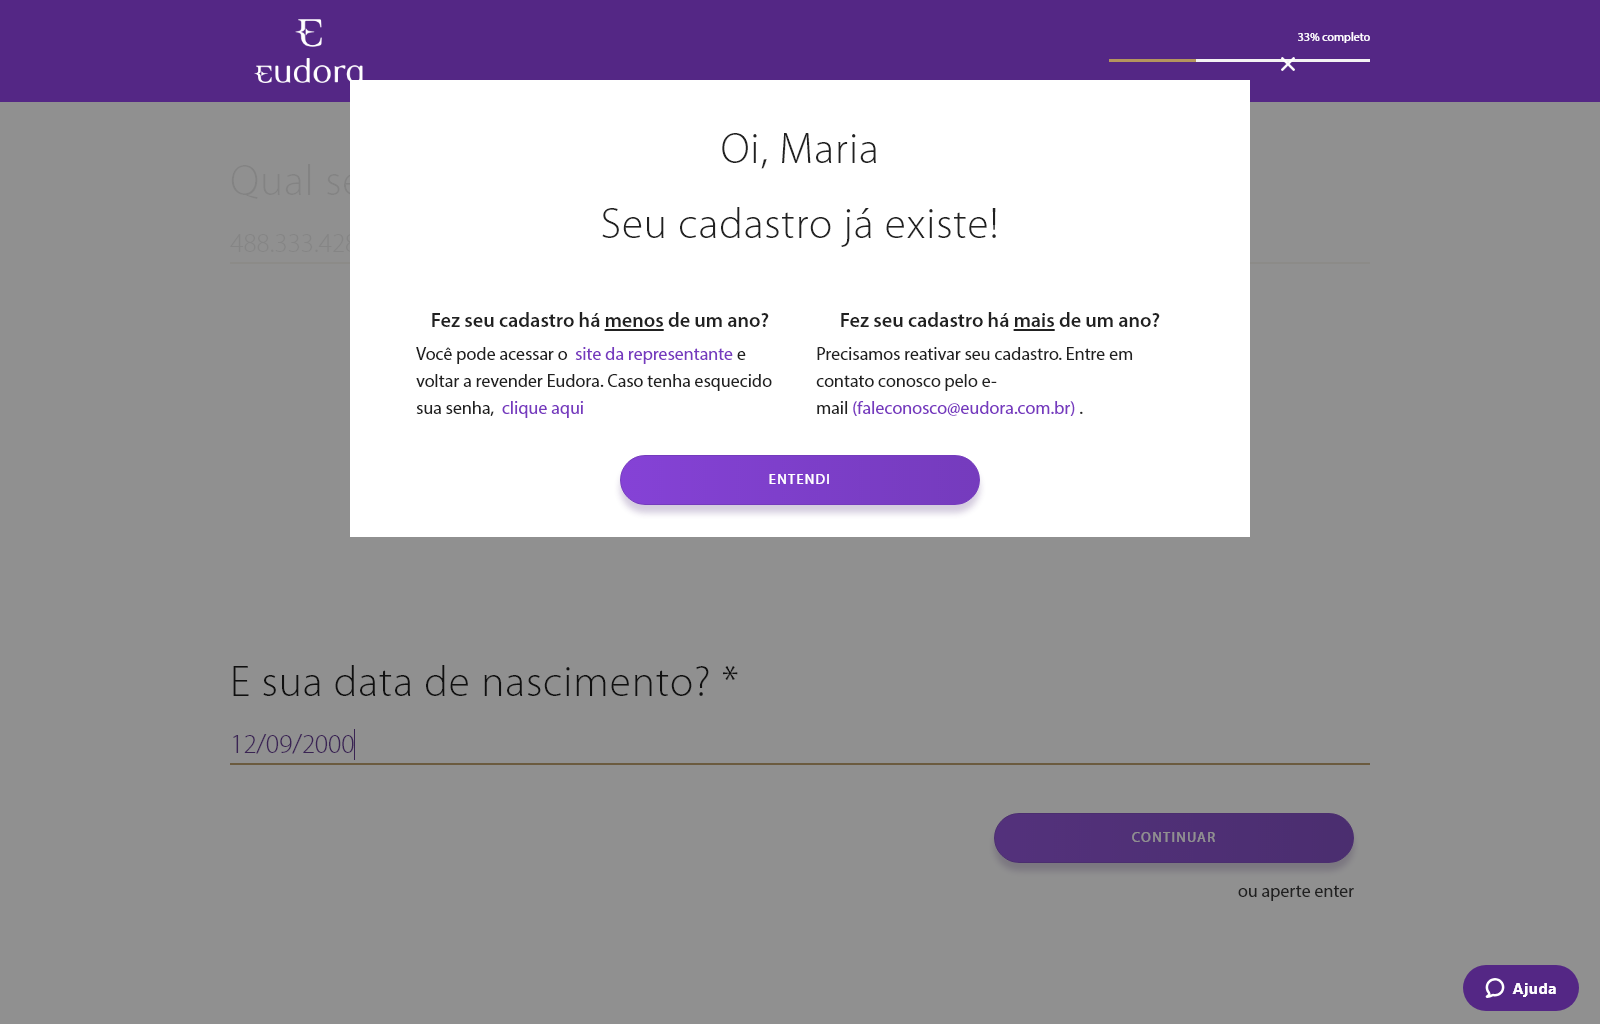 eudora
33% completo
Oi, Maria
Seu cadastro já existe!
Qual
488.333.42
Fez seu cadastro há menos de um ano?
Você pode acessar o site da representante e
voltar a revender Eudora. Caso tenha esquecido
sua senha, clique aqui
Fez seu cadastro há mais de um ano?
Precisamos reativar seu cadastro. Entre em
contato conosco pelo e-
mail (faleconosco@eudora.com.br) .
ENTENDI
E sua data de nascimento? *
12/09/2000
CONTINUAR
ou aperte enter
Ajuda